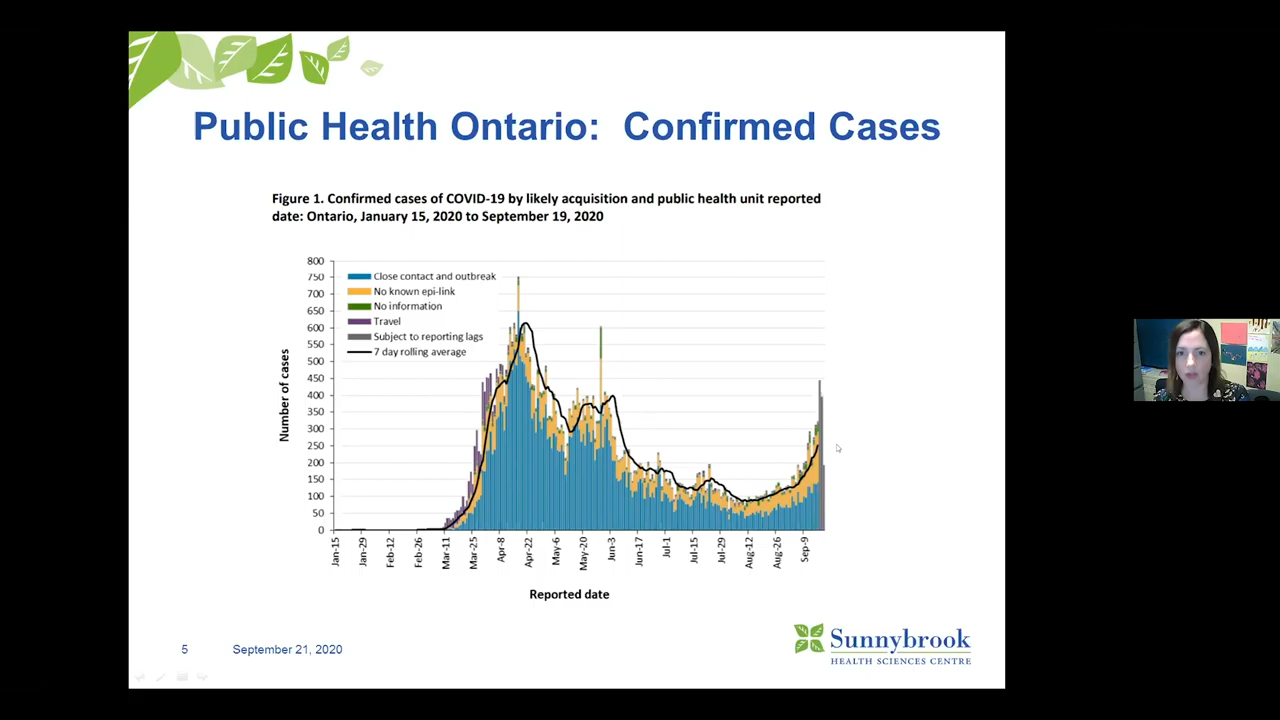 Public Health Ontario:  Confirmed Cases
Figure 1. Confirmed cases of COVID-19 by likely acquisition and public health unit reported
date: Ontario, January 15, 2020 to September 19, 2020
800
750
700
650
600
550
500
450
400
350
300
250
200
150
100
50
0
Number of cases
Close contact and outbreak
No known epi-link
No information
Travel
Subject to reporting lags
7 day rolling average
Jan-15
Jan-29
Feb-12
Feb-26
Mar-11
Mar-25
Apr-8
Apr-22
May-6
May-20
Jun-3
Jun-17
Jul-1
Jul-15
Jul-29
Aug-12
Aug-26
Sep-9
Reported date
5
September 21, 2020
Sunnybrook
HEALTH SCIENCES CENTRE